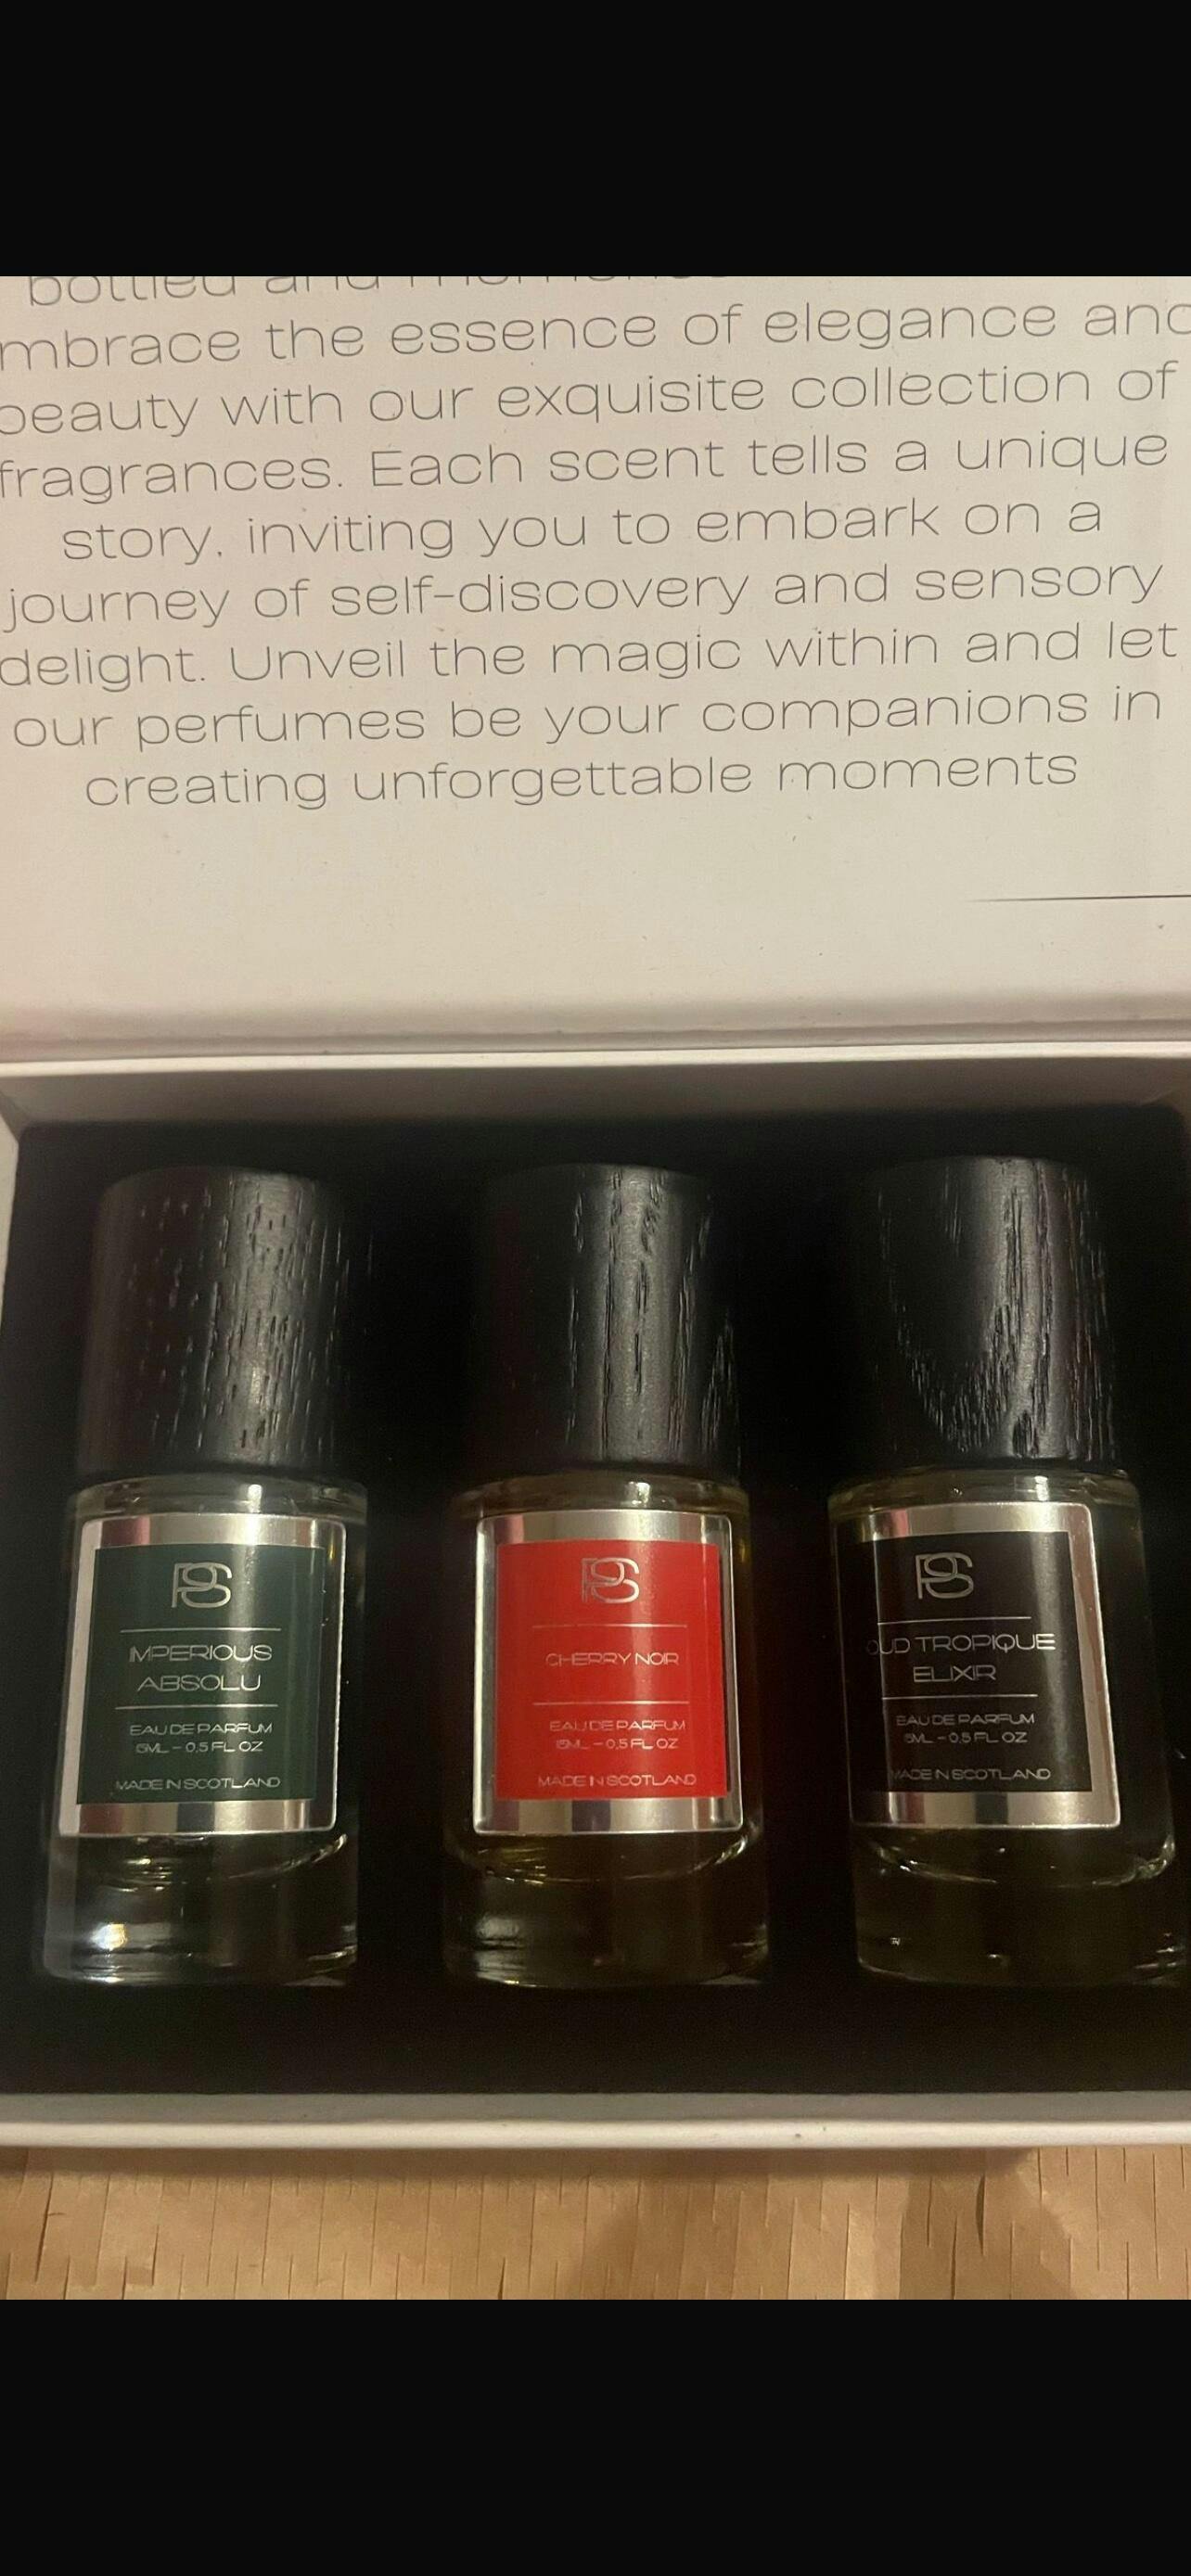 mbrace the essence of elegance and
beauty with our exquisite collection of
fragrances. Each scent tells a unique
story, inviting you to embark on a
journey of self-discovery and sensory
delight. Unveil the magic within and let
our perfumes be your companions in
creating unforgettable moments
PS
IMPERIOUS
ABSOLU
EAU DE PARFUM
15ML - 0,5 FL OZ
MADE IN SCOTLAND
PS
CHERRY NOIR
EAU DE PARFUM
15ML - 0,5 FL OZ
MADE IN SCOTLAND
PS
OUD TROPIQUE
ELIXIR
EAU DE PARFUM
15ML - 0,5 FL OZ
MADE IN SCOTLAND